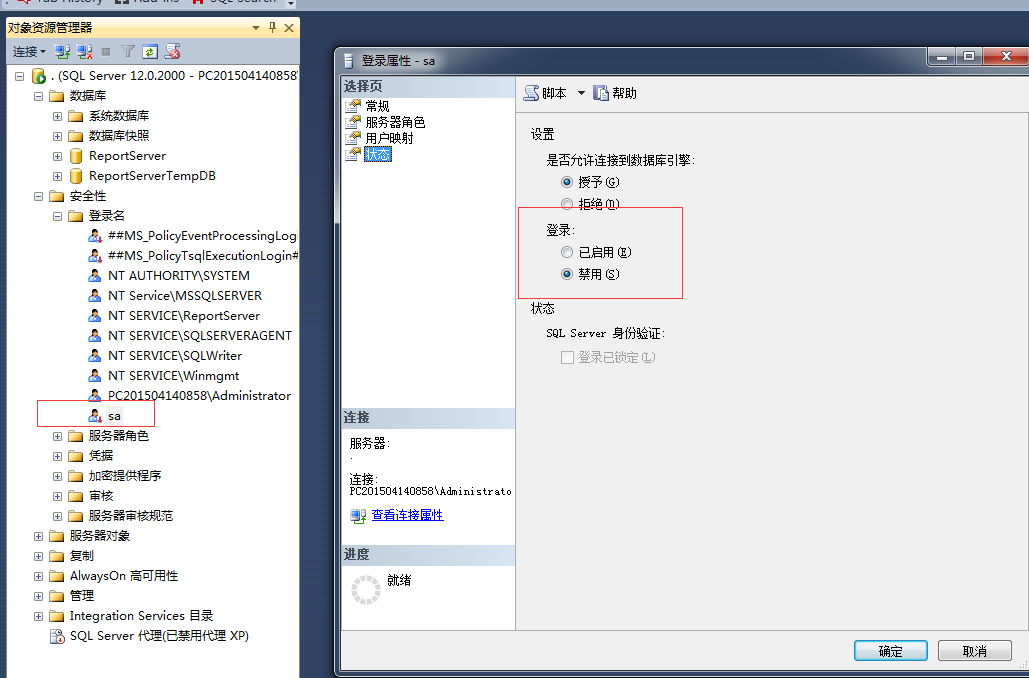 Tab History
Add-Ins
SQL Search
对象资源管理器
连接
. (SQL Server 12.0.2000 - PC201504140858
数据库
系统数据库
数据库快照
ReportServer
ReportServerTempDB
安全性
登录名
##MS_PolicyEventProcessingLog
##MS_PolicyTsqlExecutionLogin#
NT AUTHORITY\SYSTEM
NT Service\MSSQLSERVER
NT SERVICE\ReportServer
NT SERVICE\SQLSERVERAGENT
NT SERVICE\SQLWriter
NT SERVICE\Winmgmt
PC201504140858\Administrator
sa
服务器角色
凭据
加密提供程序
审核
服务器审核规范
服务器对象
复制
AlwaysOn 高可用性
管理
Integration Services 目录
SQL Server 代理(已禁用代理 XP)
登录属性 - sa
选择页
常规
服务器角色
用户映射
状态
连接
服务器:
.
连接:
PC201504140858\Administrato
查看连接属性
进度
就绪
脚本
帮助
设置
是否允许连接到数据库引擎:
授予(G)
拒绝(D)
登录:
已启用(E)
禁用(S)
状态
SQL Server 身份验证:
登录已锁定(L)
确定
取消